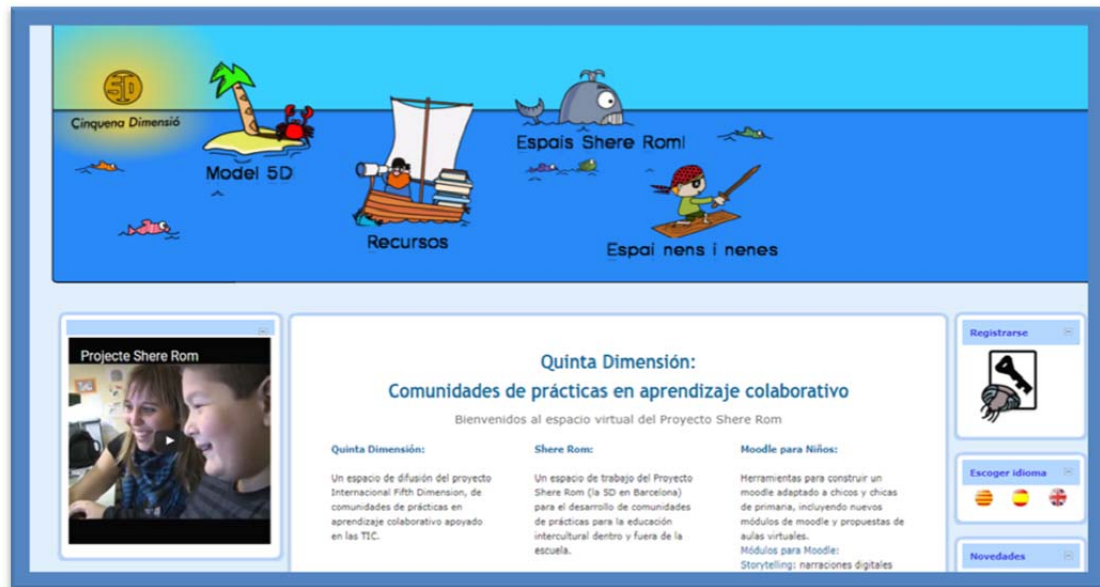 5D
Cinquena Dimensió
Model 5D
Recursos
Espais Shere Rom!
Espai nens i nenes
Projecte Shere Rom
Quinta Dimensión:
Comunidades de prácticas en aprendizaje colaborativo
Bienvenidos al espacio virtual del Proyecto Shere Rom
Quinta Dimensión:
Un espacio de difusión del proyecto
Internacional Fifth Dimension, de
comunidades de prácticas en
aprendizaje colaborativo apoyado
en las TIC.
Shere Rom:
Un espacio de trabajo del Proyecto
Shere Rom (la 5D en Barcelona)
para el desarrollo de comunidades
de prácticas para la educación
intercultural dentro y fuera de la
escuela.
Moodle para Niños:
Herramientas para construir un
moodle adaptado a chicos y chicas
de primaria, incluyendo nuevos
módulos de moodle y propuestas de
aulas virtuales.
Módulos para Moodle:
Storytelling: narraciones digitales
Registrarse
Escoger idioma
Novedades